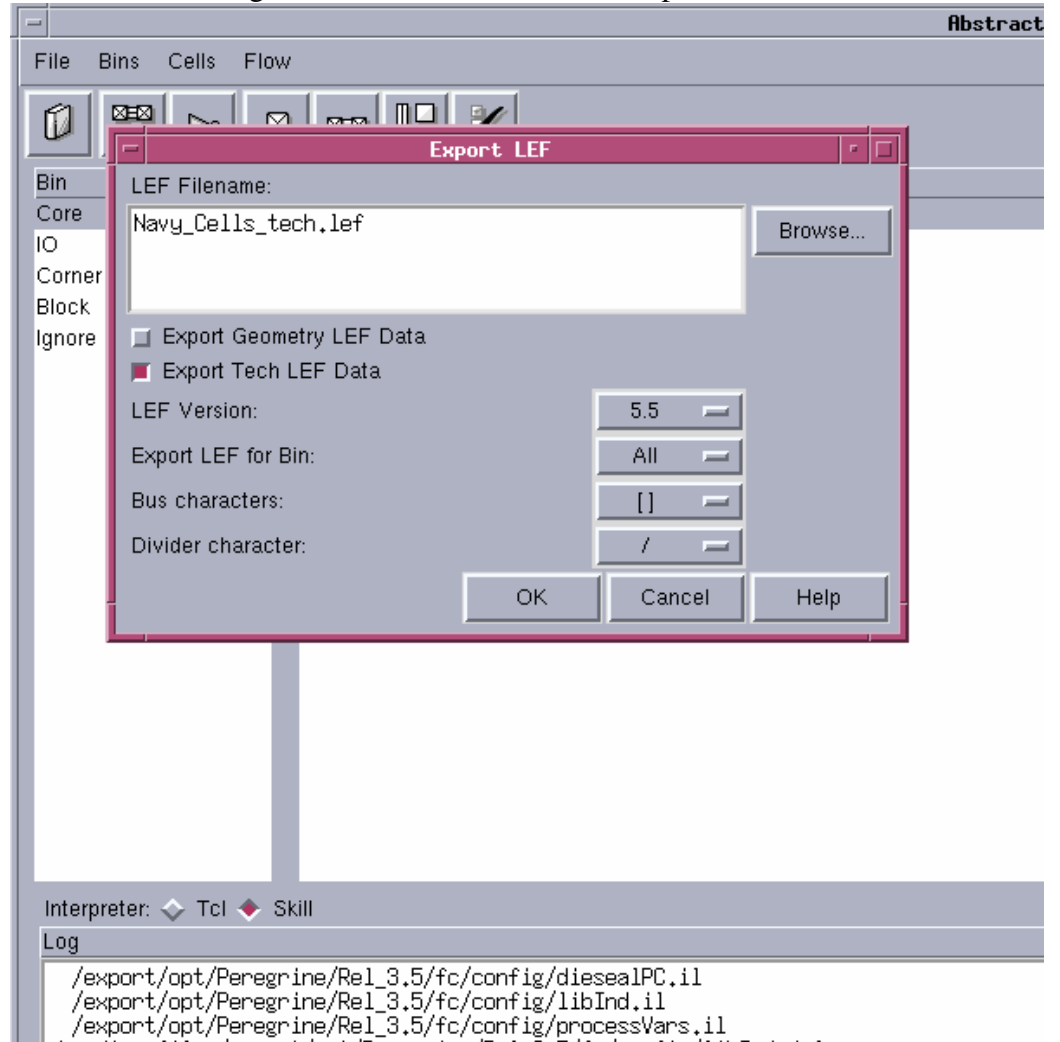 Abstract
File Bins Cells Flow
Export LEF
Bin
LEF Filename:
Core
Navy_Cells_tech.lef
Browse...
IO
Corner
Block
Ignore
Export Geometry LEF Data
Export Tech LEF Data
LEF Version: 5.5
Export LEF for Bin: All
Bus characters: []
Divider character: /
OK Cancel Help
Interpreter: Tcl Skill
Log
/export/opt/Peregrine/Rel_3.5/fc/config/diesealPC.il
/export/opt/Peregrine/Rel_3.5/fc/config/libInd.il
/export/opt/Peregrine/Rel_3.5/fc/config/processVars.il